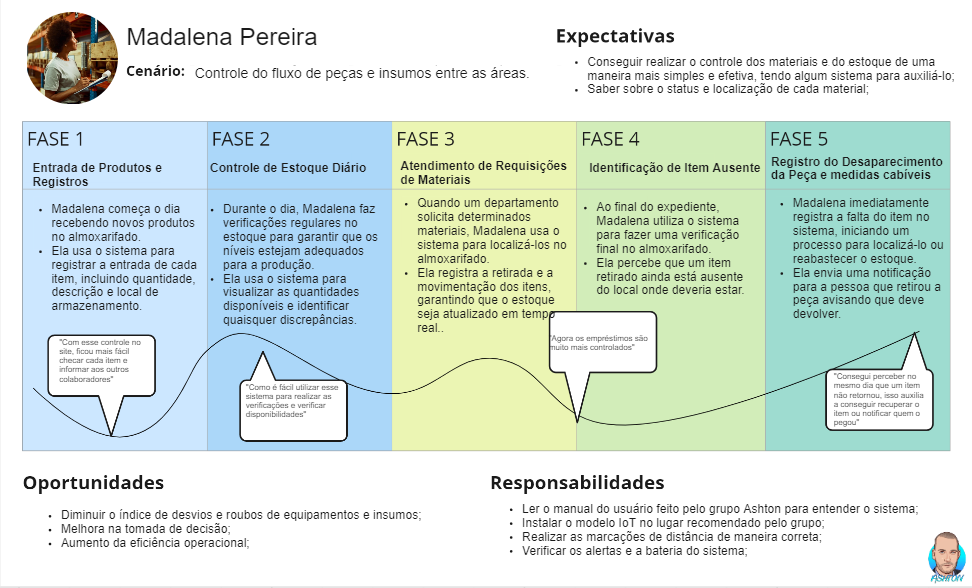 Madalena Pereira
Cenário: Controle do fluxo de peças e insumos entre as áreas.
Expectativas
• Conseguir realizar o controle dos materiais e do estoque de uma
maneira mais simples e efetiva, tendo algum sistema para auxiliá-lo;
• Saber sobre o status e localização de cada material;
FASE 1
Entrada de Produtos e
Registros
• Madalena começa o dia
recebendo novos produtos
no almoxarifado.
• Ela usa o sistema para
registrar a entrada de cada
item, incluindo quantidade,
descrição e local de
armazenamento.
"Com esse controle no
site, ficou mais fácil
checar cada item e
informar aos outros
colaboradores"
FASE 2
Controle de Estoque Diário
• Durante o dia, Madalena faz
verificações regulares no
estoque para garantir que os
níveis estejam adequados
para a produção.
• Ela usa o sistema para
visualizar as quantidades
disponíveis e identificar
quaisquer discrepâncias.
"Como é fácil utilizar esse
sistema para realizar as
verificações e verificar
disponibilidades"
FASE 3
Atendimento de Requisições
de Materiais
• Quando um departamento
solicita determinados
materiais, Madalena usa o
sistema para localizá-los no
almoxarifado.
• Ela registra a retirada e a
movimentação dos itens,
garantindo que o estoque
seja atualizado em tempo
real..
FASE 4
Identificação de Item Ausente
• Ao final do expediente,
Madalena utiliza o sistema
para fazer uma verificação
final no almoxarifado.
• Ela percebe que um item
retirado ainda está ausente
do local onde deveria estar.
"Agora os empréstimos são
muito mais controlados"
FASE 5
Registro do Desaparecimento
da Peça e medidas cabíveis
• Madalena imediatamente
registra a falta do item no
sistema, iniciando um
processo para localizá-lo ou
reabastecer o estoque.
• Ela envia uma notificação
para a pessoa que retirou a
peça avisando que deve
devolver.
"Consegui perceber no
mesmo dia que um item
não retornou, isso auxilia
a conseguir recuperar o
item ou notificar quem o
pegou"
Oportunidades
• Diminuir o índice de desvios e roubos de equipamentos e insumos;
• Melhora na tomada de decisão;
• Aumento da eficiência operacional;
Responsabilidades
• Ler o manual do usuário feito pelo grupo Ashton para entender o sistema;
• Instalar o modelo IoT no lugar recomendado pelo grupo;
• Realizar as marcações de distância de maneira correta;
• Verificar os alertas e a bateria do sistema;
ASHTON